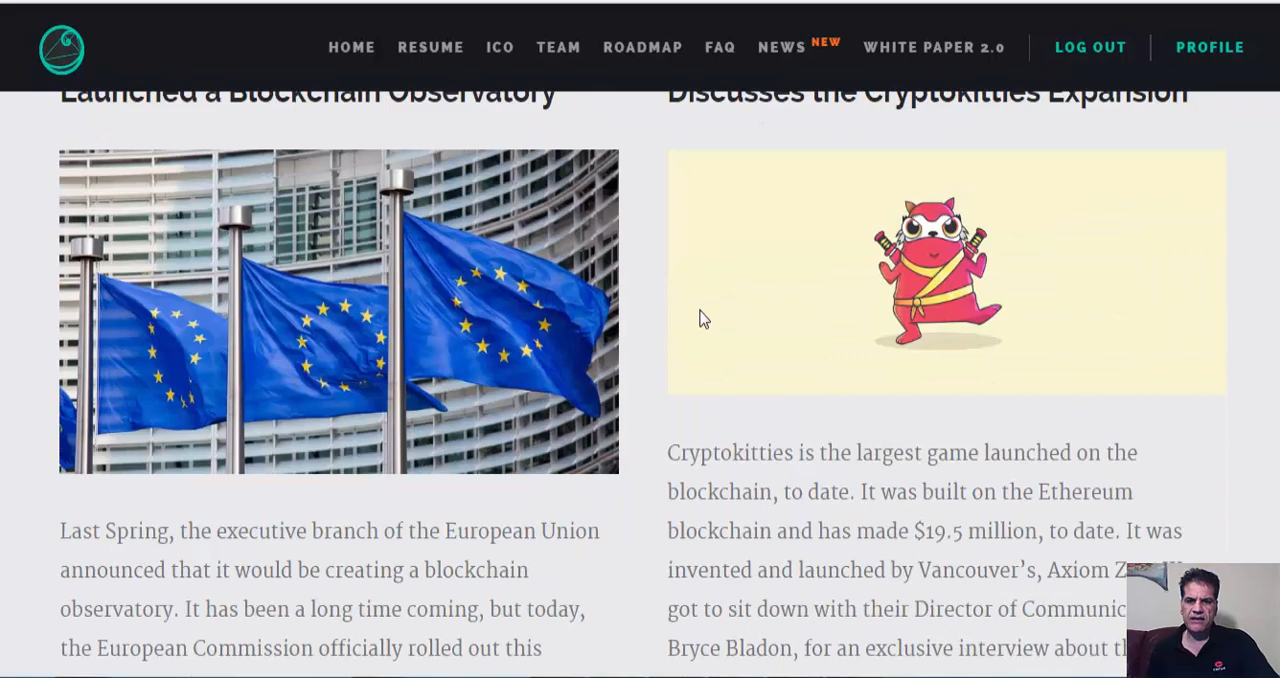 HOME RESUME ICO TEAM ROADMAP FAQ NEWS NEW WHITE PAPER 2.0 LOG OUT PROFILE
Launched a Blockchain Observatory
Last Spring, the executive branch of the European Union
announced that it would be creating a blockchain
observatory. It has been a long time coming, but today,
the European Commission officially rolled out this
Discusses the Cryptokitties Expansion
Cryptokitties is the largest game launched on the
blockchain, to date. It was built on the Ethereum
blockchain and has made $19.5 million, to date. It was
invented and launched by Vancouver’s, Axiom
got to sit down with their Director of
Bryce Bladon, for an exclusive interview about